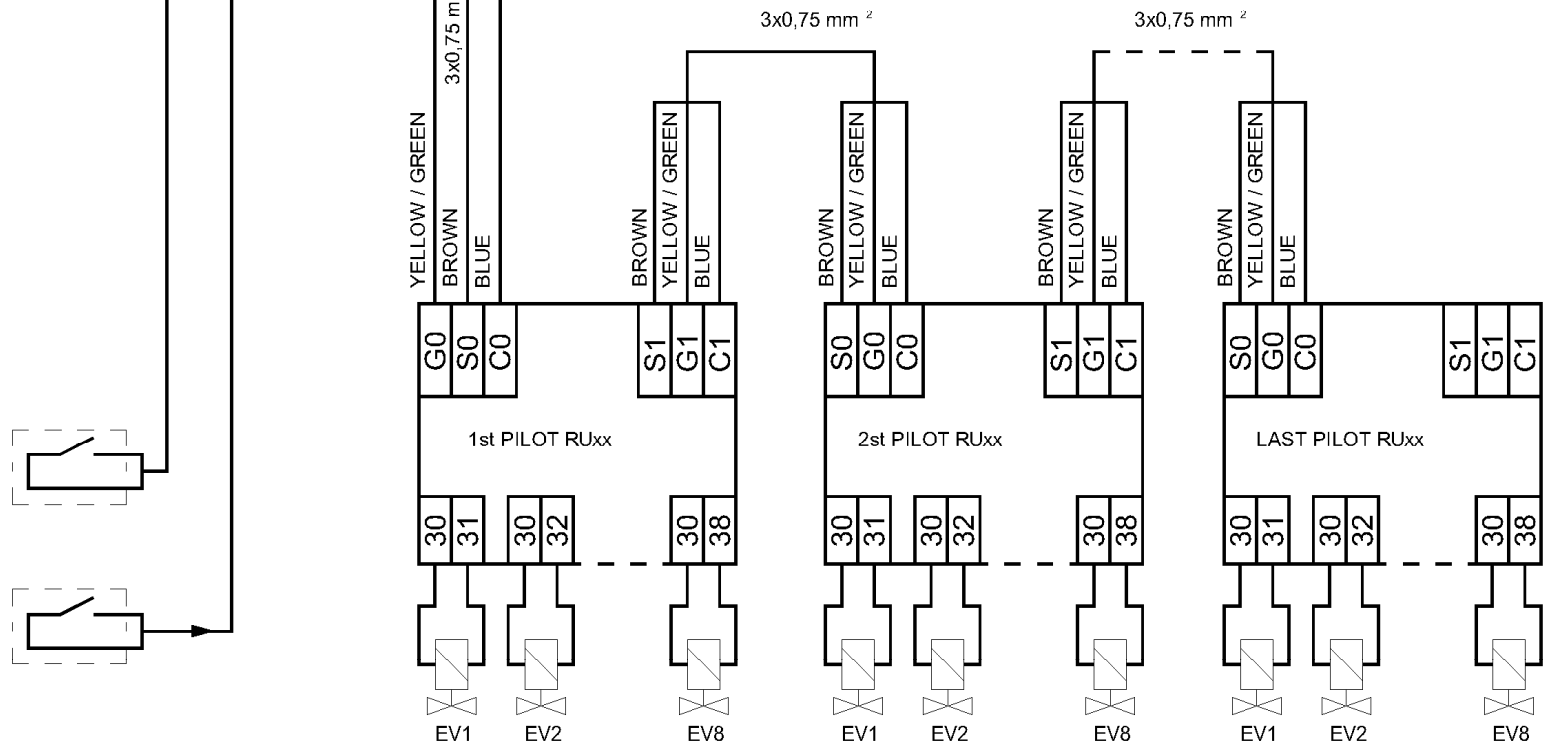 3x0,75 m
3x0,75 mm 2
3x0,75 mm 2
YELLOW / GREEN
BROWN
BLUE
BROWN
YELLOW / GREEN
BLUE
BROWN
YELLOW / GREEN
BLUE
BROWN
YELLOW / GREEN
BLUE
BROWN
YELLOW / GREEN
BLUE
G0 S0 C0
S1 G1 C1
S0 G0 C0
S1 G1 C1
S0 G0 C0
S1 G1 C1
1st PILOT RUxx
2st PILOT RUxx
LAST PILOT RUxx
30 31
30 32
30 38
30 31
30 32
30 38
30 31
30 32
30 38
EV1
EV2
EV8
EV1
EV2
EV8
EV1
EV2
EV8